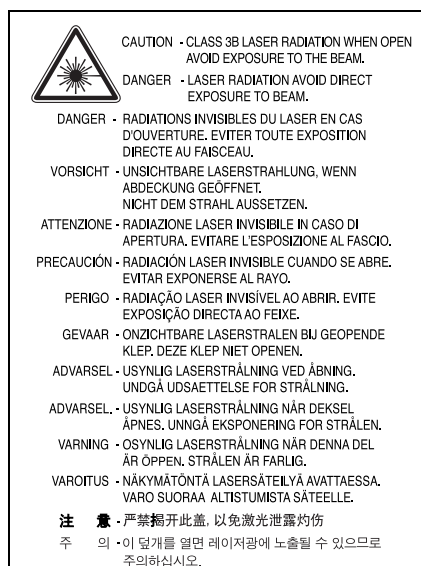 CAUTION - CLASS 3B LASER RADIATION WHEN OPEN
AVOID EXPOSURE TO THE BEAM.
DANGER - LASER RADIATION AVOID DIRECT
EXPOSURE TO BEAM.
DANGER - RADIATIONS INVISIBLES DU LASER EN CAS
D'OUVERTURE. EVITER TOUTE EXPOSITION
DIRECTE AU FAISCEAU.
VORSICHT - UNSICHTBARE LASERSTRAHLUNG, WENN
ABDECKUNG GEÖFFNET.
NICHT DEM STRAHL AUSSETZEN.
ATTENZIONE - RADIAZIONE LASER INVISIBILE IN CASO DI
APERTURA. EVITARE L'ESPOSIZIONE AL FASCIO.
PRECAUCIÓN - RADIACIÓN LASER INVISIBLE CUANDO SE ABRE.
EVITAR EXPONERSE AL RAYO.
PERIGO - RADIAÇÃO LASER INVISÍVEL AO ABRIR. EVITE
EXPOSIÇÃO DIRECTA AO FEIXE.
GEVAAR - ONZICHTBARE LASERSTRALEN BIJ GEOPENDE
KLEP. DEZE KLEP NIET OPENEN.
ADVARSEL - USYNLIG LASERSTRÅLNING VED ÅBNING.
UNDGÅ UDSAETTELSE FOR STRÅLNING.
ADVARSEL. - USYNLIG LASERSTRÅLNING NÅR DEKSEL
ÅPNES. UNNGÅ EKSPONERING FOR STRÅLEN.
VARNING - OSYNLIG LASERSTRÅLNING NÄR DENNA DEL
ÄR ÖPPEN. STRÅLEN ÄR FARLIG.
VAROITUS - NÄKYMÄTÖNTÄ LASERSÄTEILYÄ AVATTAESSA.
VARO SUORAA ALTISTUMISTA SÄTEELLE.
注 意 - 严禁揭开此盖, 以免激光泄露灼伤
주 의 - 이 덮개를 열면 레이저광에 노출될 수 있으므로
주의하십시오.